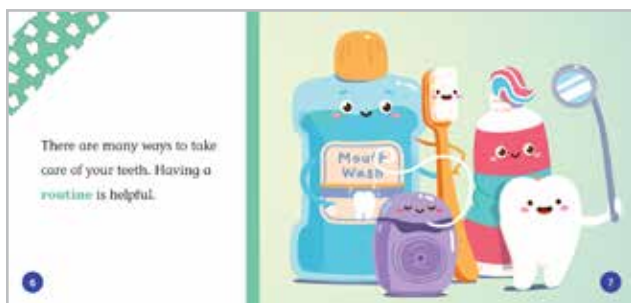 There are many ways to take
care of your teeth. Having a
routine is helpful.
Mouth
Wash
6
7